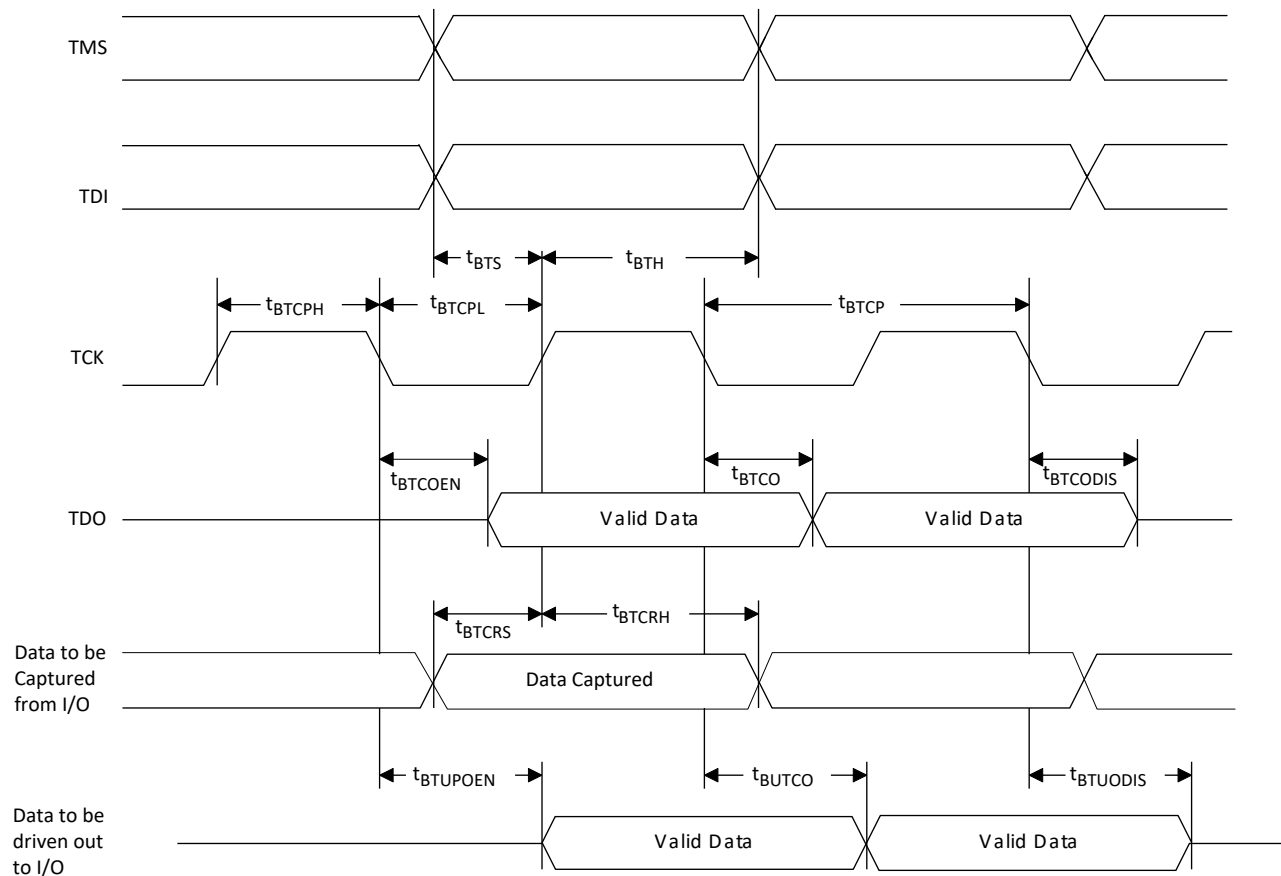 TMS
TDI
tBTS
tBTH
tBTCPH
tBTCPL
tBTCP
TCK
tBTCOEN
tBTCO
tBTCODIS
TDO
Valid Data
Valid Data
tBTCRS
tBTCRH
Data to be
Captured
from I/O
Data Captured
tBTUPOEN
tBUTCO
tBTUODIS
Data to be
driven out
to I/O
Valid Data
Valid Data